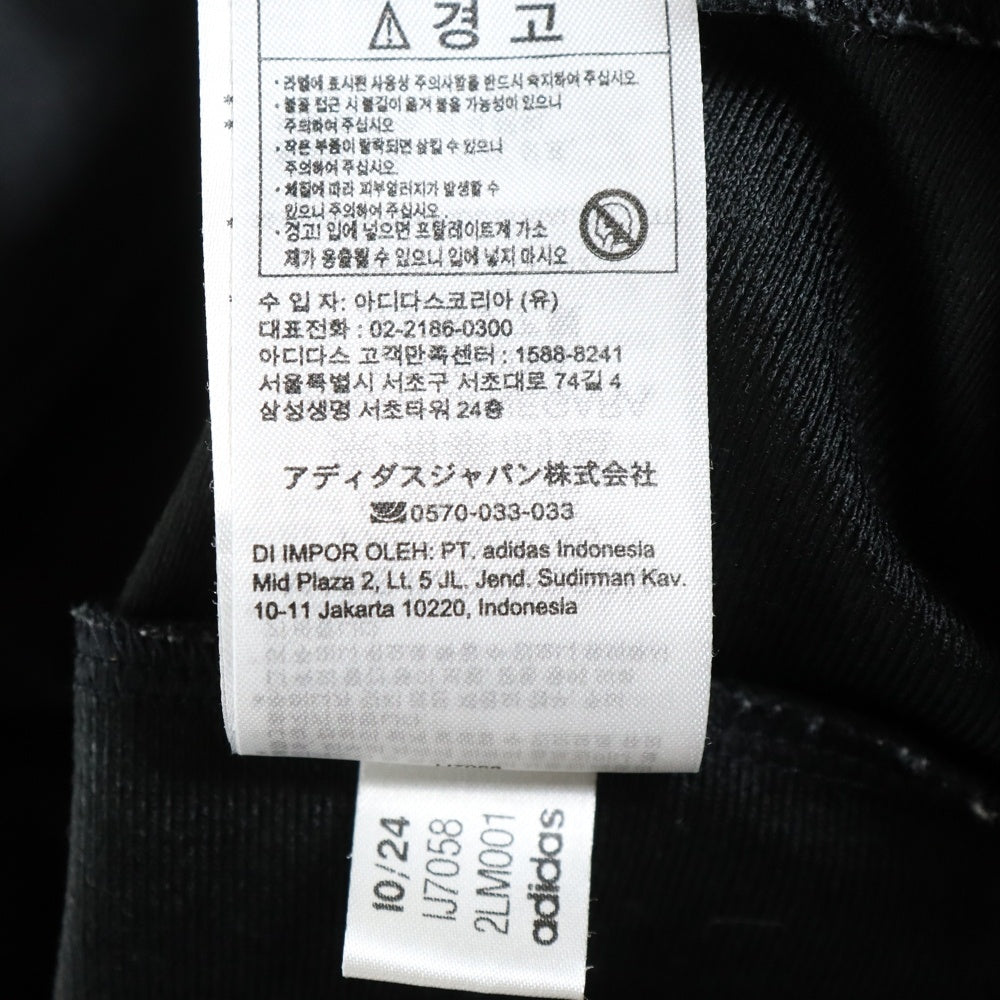 ⚠ 경 고
· 라벨에 표시된 사용상 주의사항을 반드시 숙지하여 주십시오
· 불꽃 접근 시 불길이 옮겨 붙을 가능성이 있으니
주의하여 주십시오
· 작은 부품이 탈락되면 삼킬 수 있으니
주의하여 주십시오.
· 체질에 따라 피부얼러지가 발생할 수
있으니 주의하여 주십시오.
· 경고! 입에 넣으면 프탈레이트계 가소
제가 용출될 수 있으니 입에 넣지 마시오
수 입 자: 아디다스코리아 (유)
대표전화 : 02-2186-0300
아디다스 고객만족센터 : 1588-8241
서울특별시 서초구 서초대로 74길 4
삼성생명 서초타워 24층
アディダスジャパン株式会社
0570-033-033
DI IMPOR OLEH: PT. adidas Indonesia
Mid Plaza 2, Lt. 5 JL. Jend. Sudirman Kav.
10-11 Jakarta 10220, Indonesia
10/24
IJ7058
2LM001
adidas